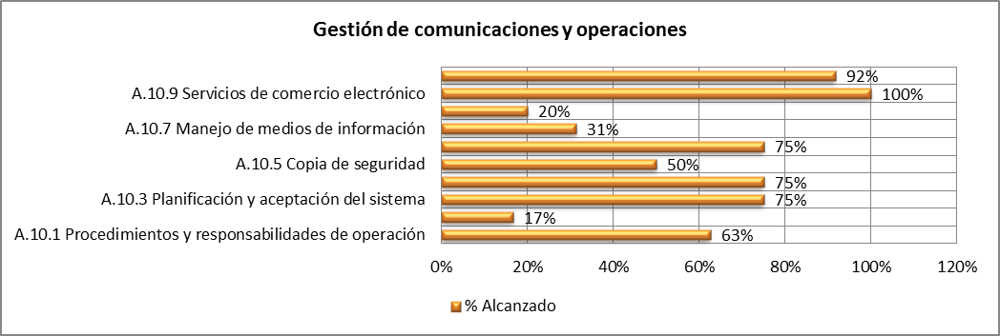 Gestión de comunicaciones y operaciones
92%
A.10.9 Servicios de comercio electrónico 100%
20%
A.10.7 Manejo de medios de información 31%
75%
A.10.5 Copia de seguridad 50%
75%
A.10.3 Planificación y aceptación del sistema 75%
17%
A.10.1 Procedimientos y responsabilidades de operación 63%
0% 20% 40% 60% 80% 100% 120%
% Alcanzado